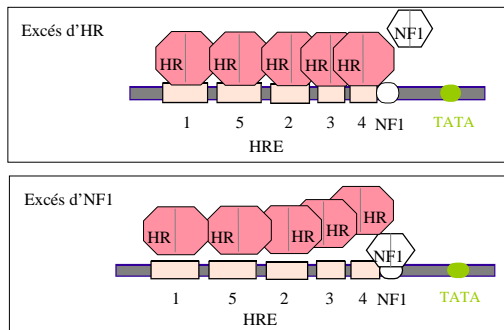 Excés d’HR
NF1
HR HR HR HR HR
1 5 2 3 4 NF1 TATA
HRE
Excés d’NF1
HR HR HR HR HR
NF1
1 5 2 3 4 NF1 TATA
HRE